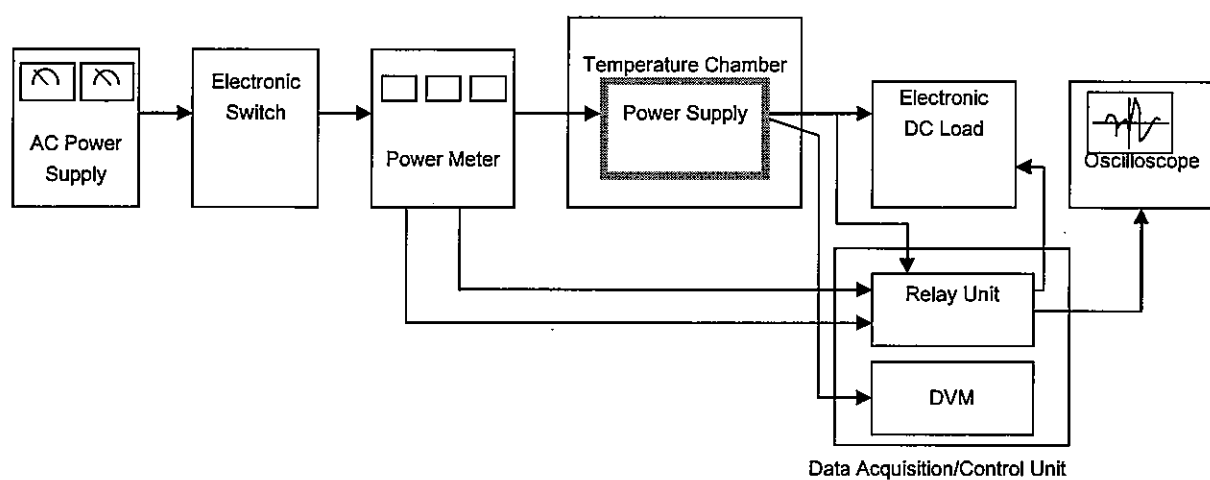 AC Power
Supply
Electronic
Switch
Power Meter
Temperature Chamber
Power Supply
Electronic
DC Load
Oscilloscope
Relay Unit
DVM
Data Acquisition/Control Unit